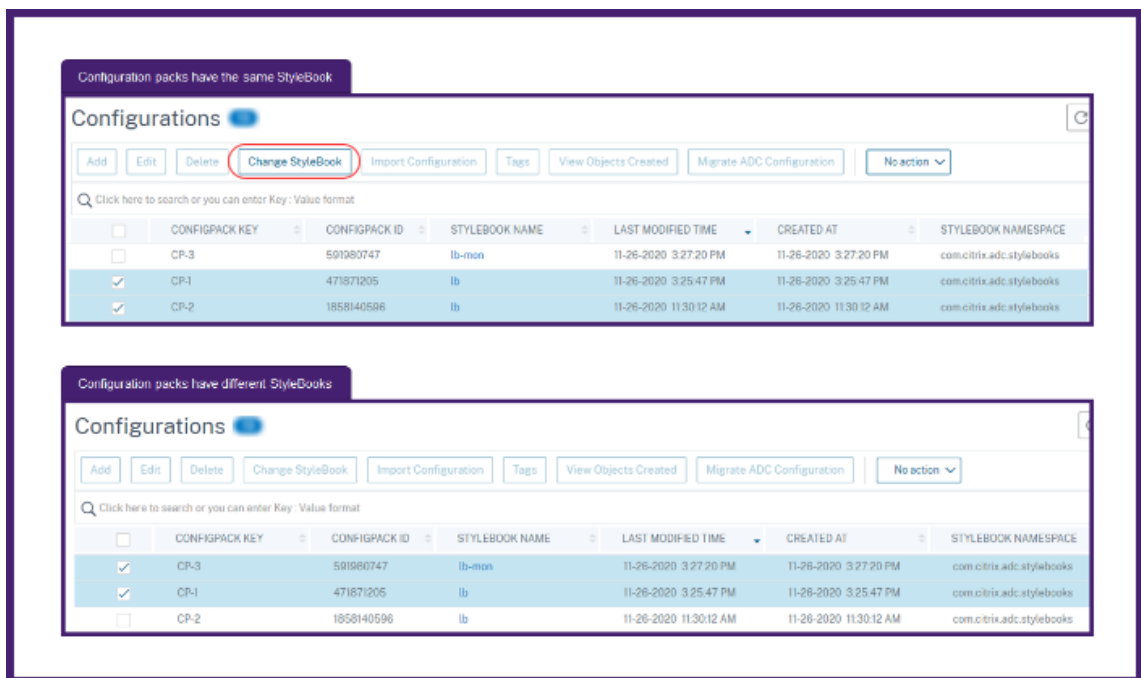 Configuration packs have the same StyleBook
Configurations
Add Edit Delete Change StyleBook Import Configuration Tags View Objects Created Migrate ADC Configuration No action
Click here to search or you can enter Key : Value format
CONFIGPACK KEY CONFIGPACK ID STYLEBOOK NAME LAST MODIFIED TIME CREATED AT STYLEBOOK NAMESPACE
CP-3 591980747 lb-mon 11-26-2020 3:27:20 PM 11-26-2020 3:27:20 PM com.citrix.adc.stylebooks
CP-1 471871205 lb 11-26-2020 3:25:47 PM 11-26-2020 3:25:47 PM com.citrix.adc.stylebooks
CP-2 1858140596 lb 11-26-2020 11:30:12 AM 11-26-2020 11:30:12 AM com.citrix.adc.stylebooks
Configuration packs have different StyleBooks
Configurations
Add Edit Delete Change StyleBook Import Configuration Tags View Objects Created Migrate ADC Configuration No action
Click here to search or you can enter Key : Value format
CONFIGPACK KEY CONFIGPACK ID STYLEBOOK NAME LAST MODIFIED TIME CREATED AT STYLEBOOK NAMESPACE
CP-3 591980747 lb-mon 11-26-2020 3:27:20 PM 11-26-2020 3:27:20 PM com.citrix.adc.stylebooks
CP-1 471871205 lb 11-26-2020 3:25:47 PM 11-26-2020 3:25:47 PM com.citrix.adc.stylebooks
CP-2 1858140596 lb 11-26-2020 11:30:12 AM 11-26-2020 11:30:12 AM com.citrix.adc.stylebooks